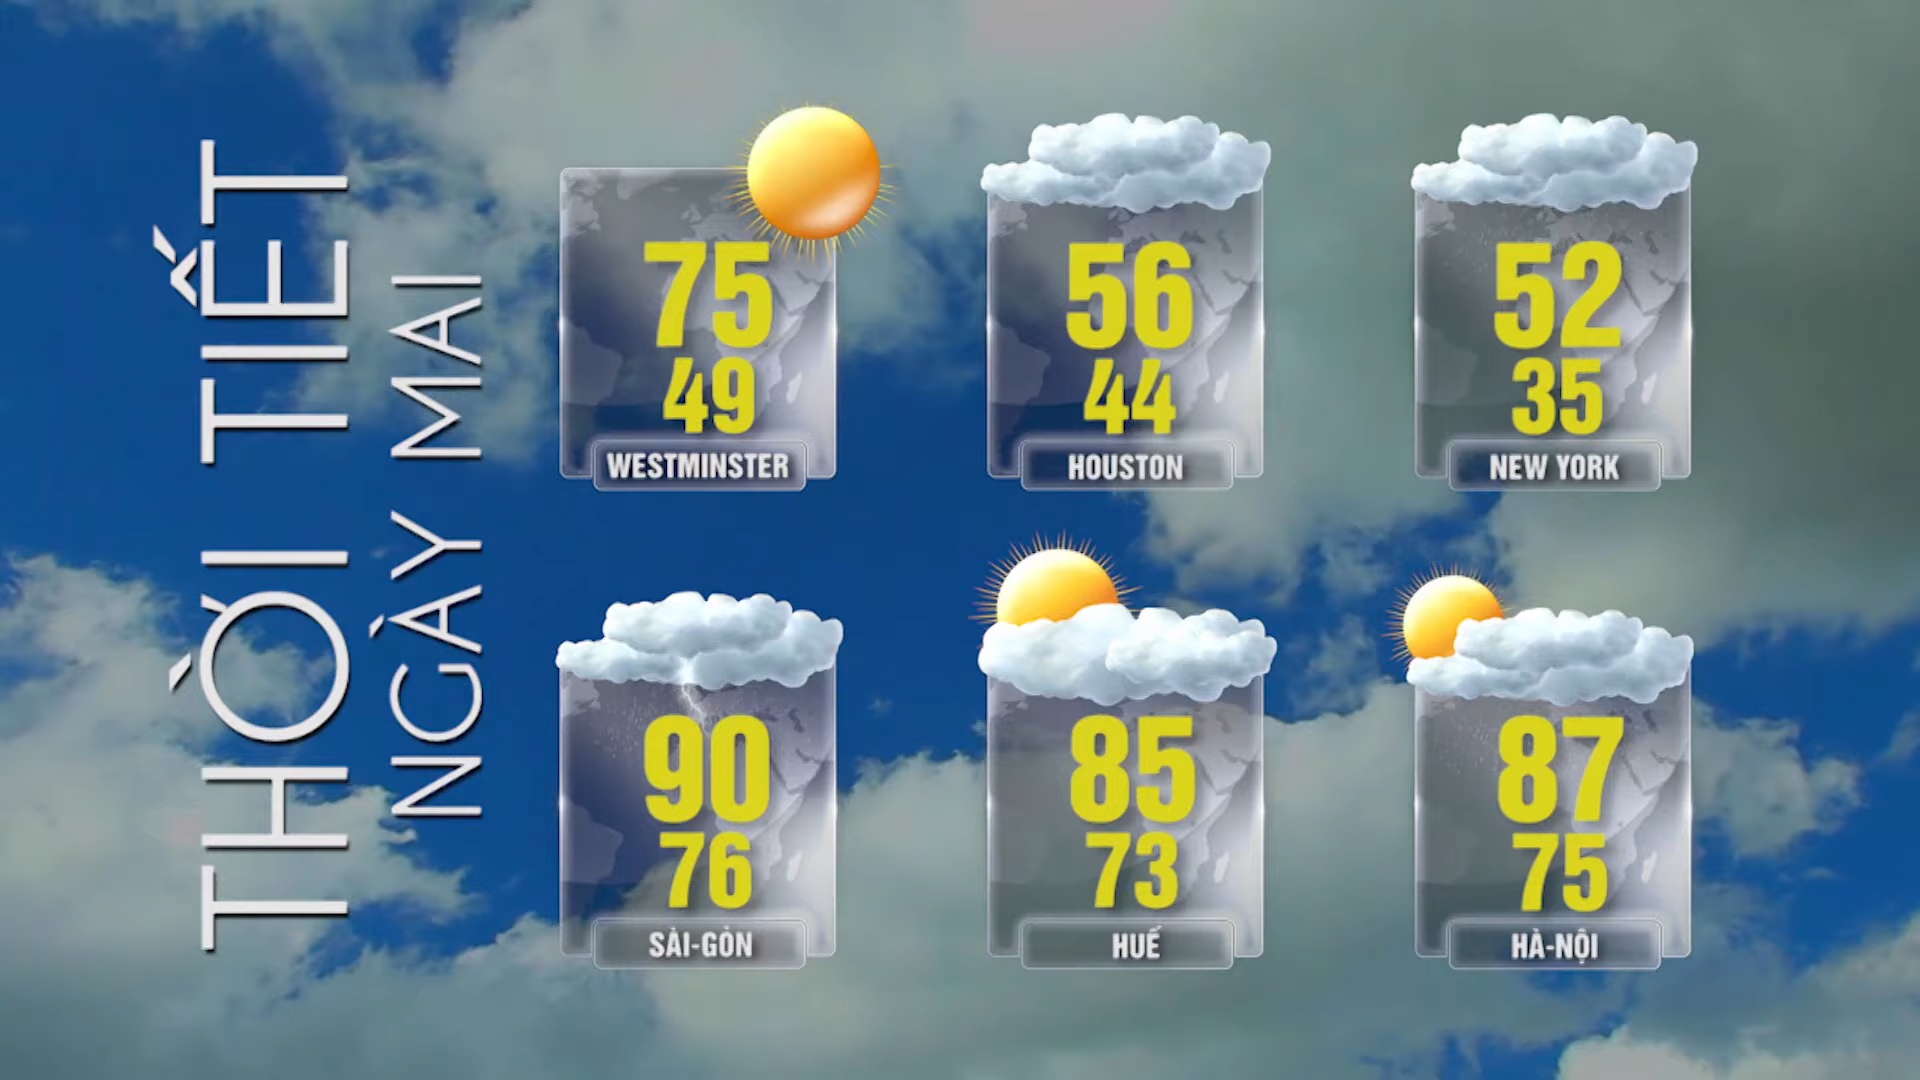 THỜI TIẾT
NGÀY MAI
75
49
WESTMINSTER
56
44
HOUSTON
52
35
NEW YORK
90
76
SÀI-GÒN
85
73
HUẾ
87
75
HÀ-NỘI